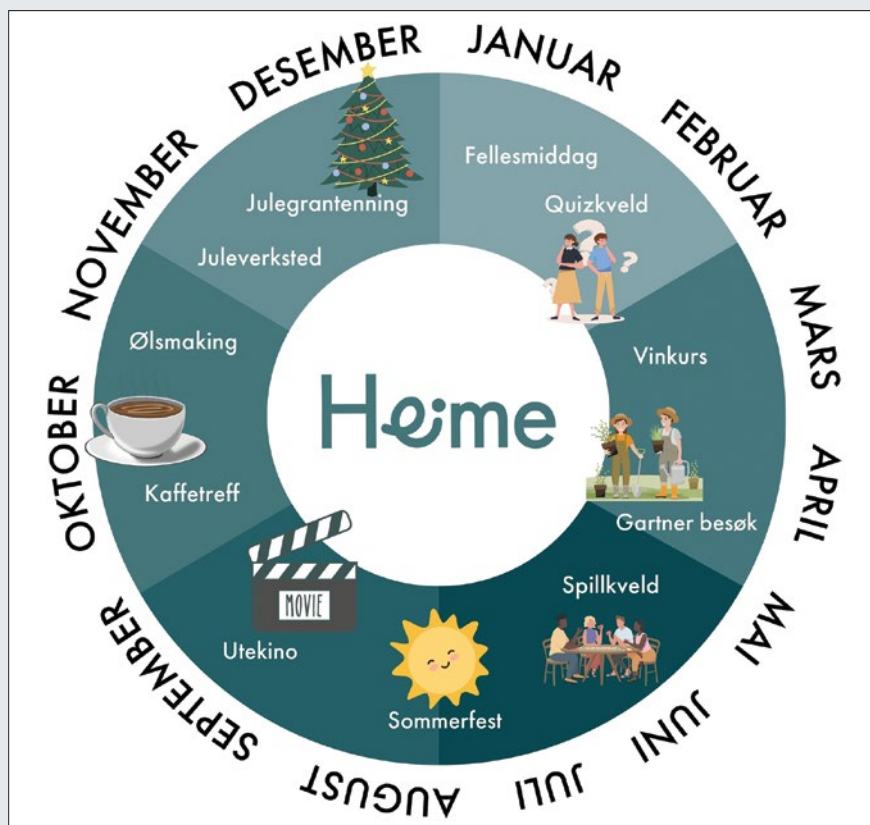 JANUAR
FEBRUAR
MARS
APRIL
MAI
JUNI
JULI
AUGUST
SEPTEMBER
OKTOBER
NOVEMBER
DESEMBER
Fellesmiddag
Quizkveld
Vinkurs
Gartner besøk
Spillkveld
Sommerfest
MOVIE
Utekino
Kaffetreff
Ølsmaking
Juleverksted
Julegrantenning
Heime